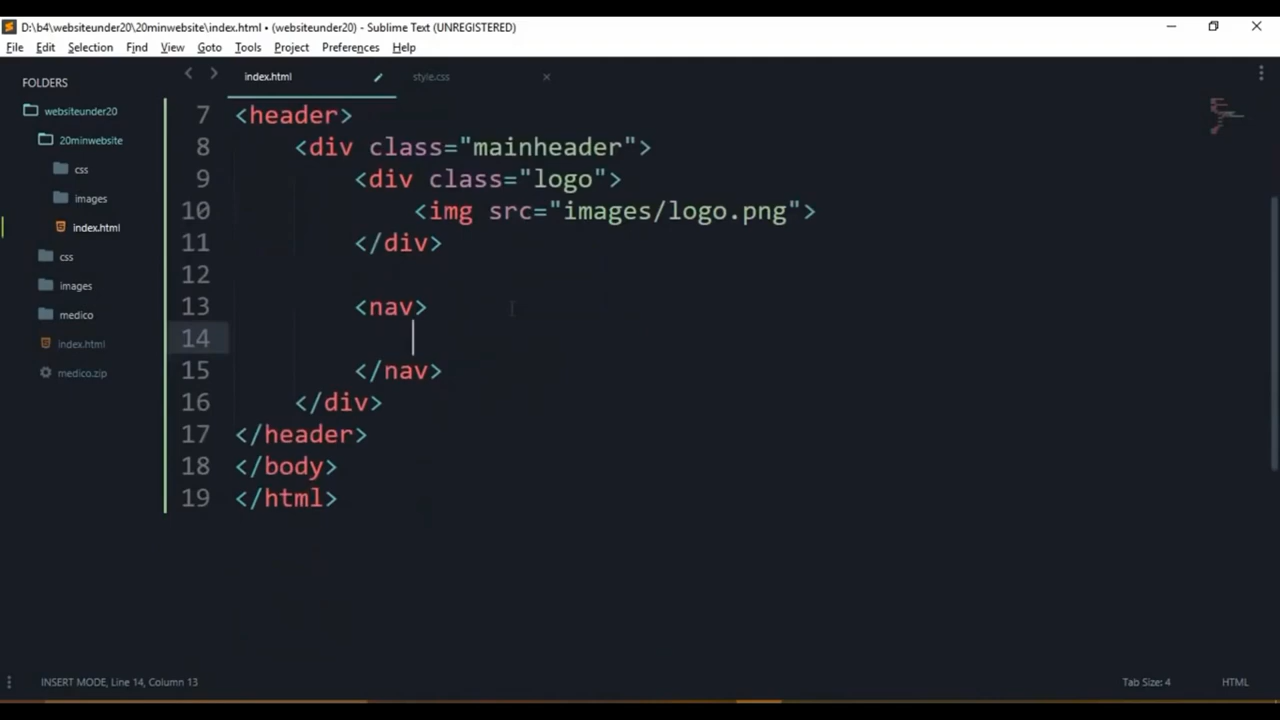 D:\b4\websiteunder20\20minwebsite\index.html • (websiteunder20) - Sublime Text (UNREGISTERED)
File Edit Selection Find View Goto Tools Project Preferences Help
FOLDERS
websiteunder20
20minwebsite
css
images
index.html
css
images
medico
index.html
medico.zip
index.html style.css
7 <header>
8 <div class="mainheader">
9 <div class="logo">
10 <img src="images/logo.png">
11 </div>
12
13 <nav>
14
15 </nav>
16 </div>
17 </header>
18 </body>
19 </html>
INSERT MODE, Line 14, Column 13 Tab Size: 4 HTML